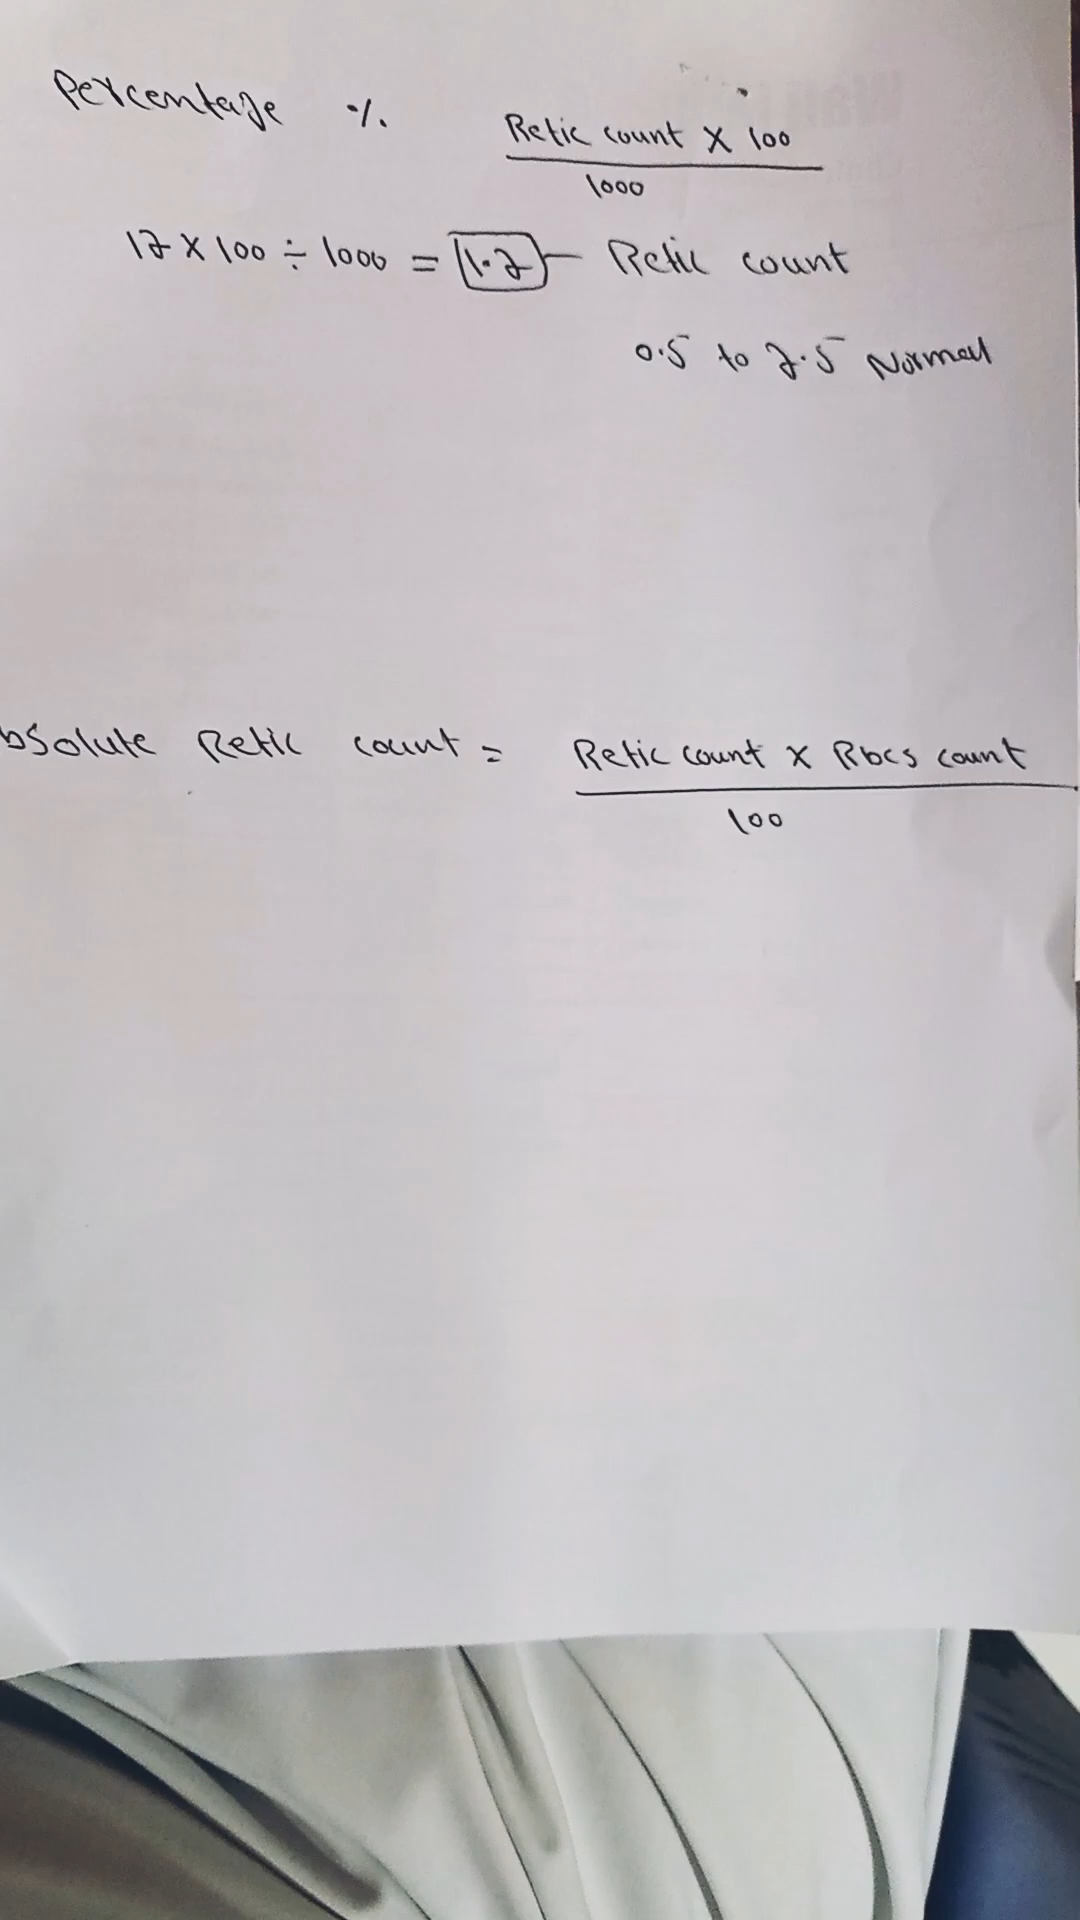 Percentage %.
Retic count X 100
1000
17 X 100 ÷ 1000 = 1.7 – Retic count
0.5 to 2.5 Normal
bsolute Retic count = Retic count x Rbcs count
100